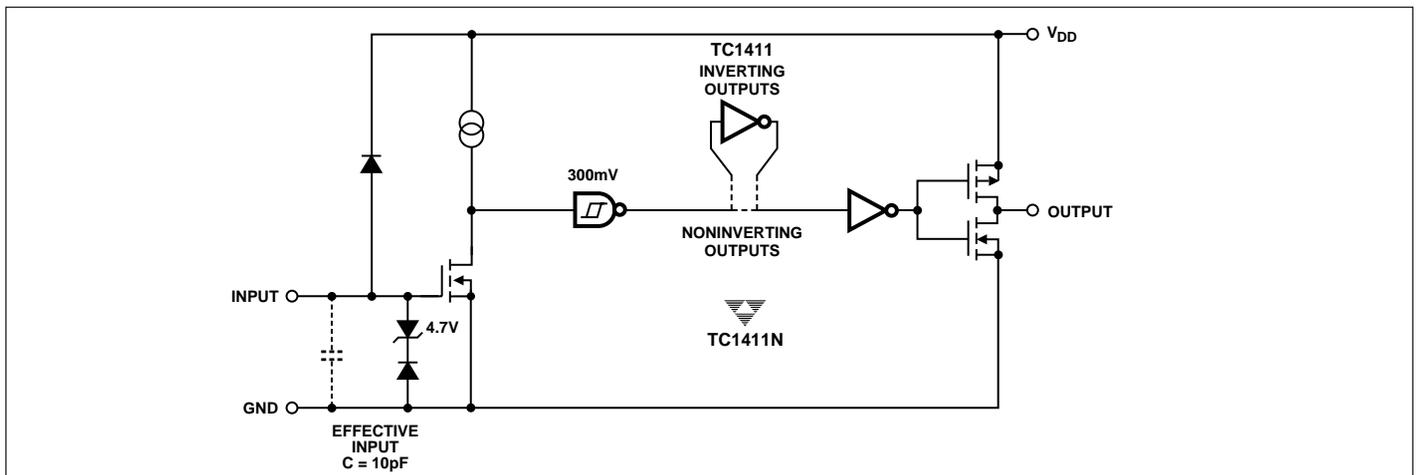 V_DD
TC1411
INVERTING
OUTPUTS
300mV
OUTPUT
NONINVERTING
OUTPUTS
INPUT
4.7V
TC1411N
GND
EFFECTIVE
INPUT
C = 10pF